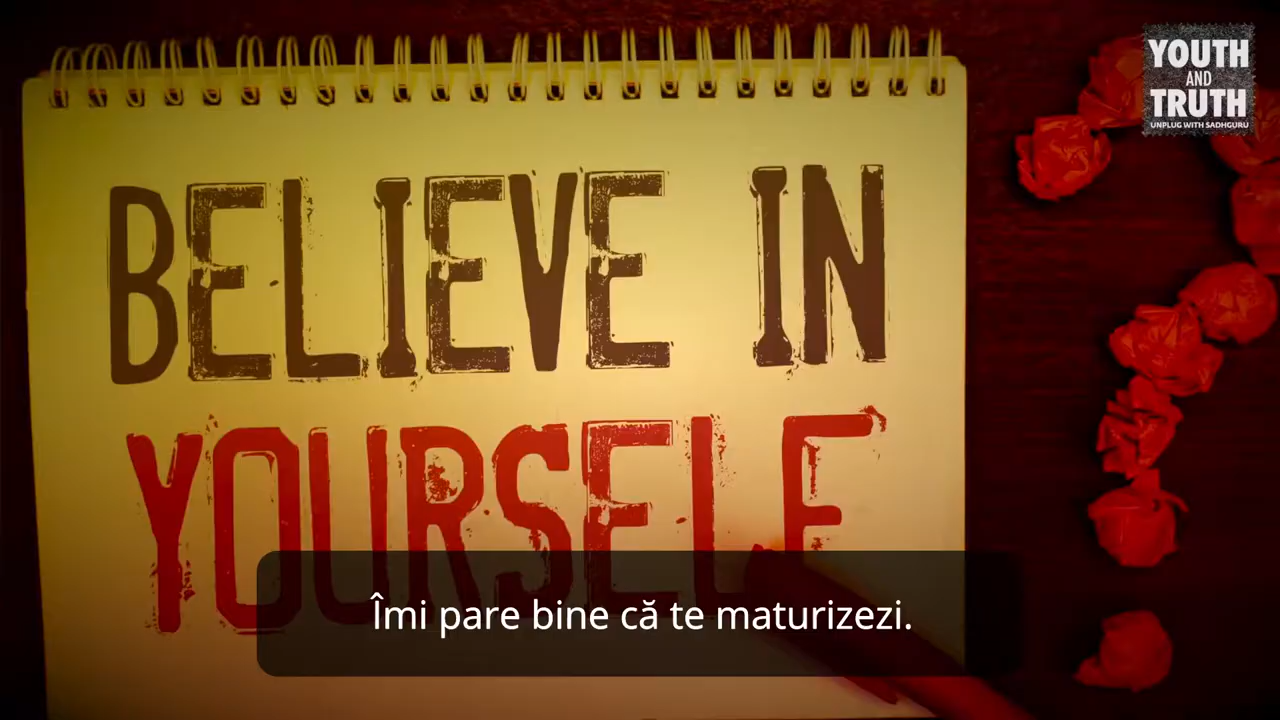 YOUTH
AND
TRUTH
UNPLUG WITH SADHGURU
BELIEVE IN
YOURSELF
Îmi pare bine că te maturizezi.